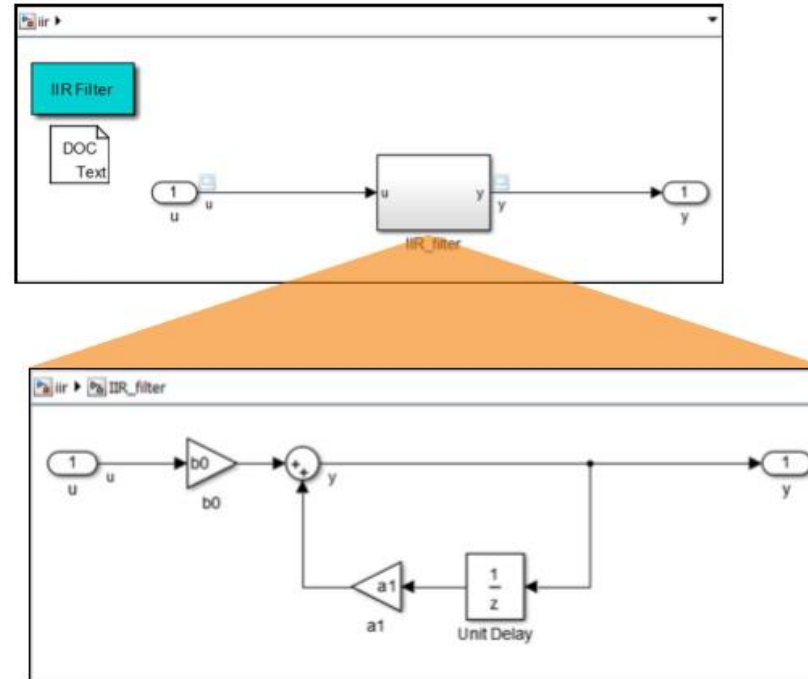 iir
IIR Filter
DOC
Text
1
u
u
u
y
IIR_filter
y
1
y
iir IIR_filter
1
u
u
b0
b0
++
y
1
y
a1
a1
1
z
Unit Delay